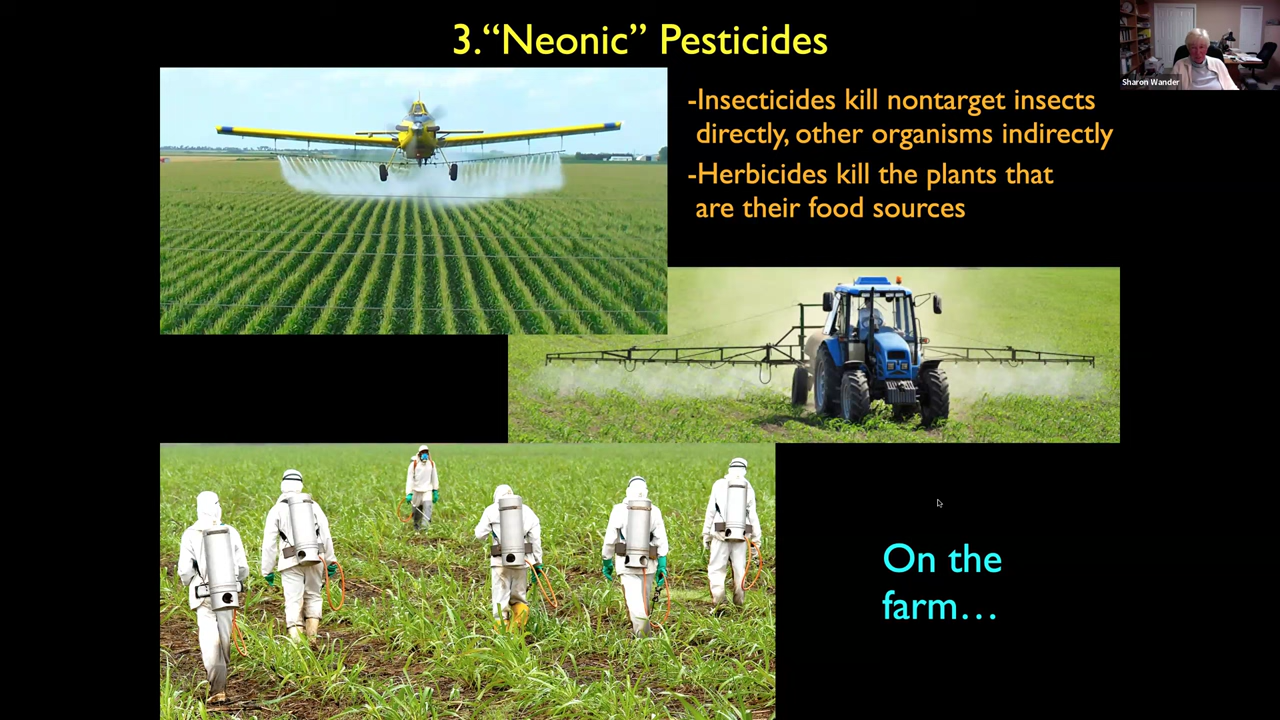 3.“Neonic” Pesticides
Sharon Wander
-Insecticides kill nontarget insects
directly, other organisms indirectly
-Herbicides kill the plants that
are their food sources
On the
farm…